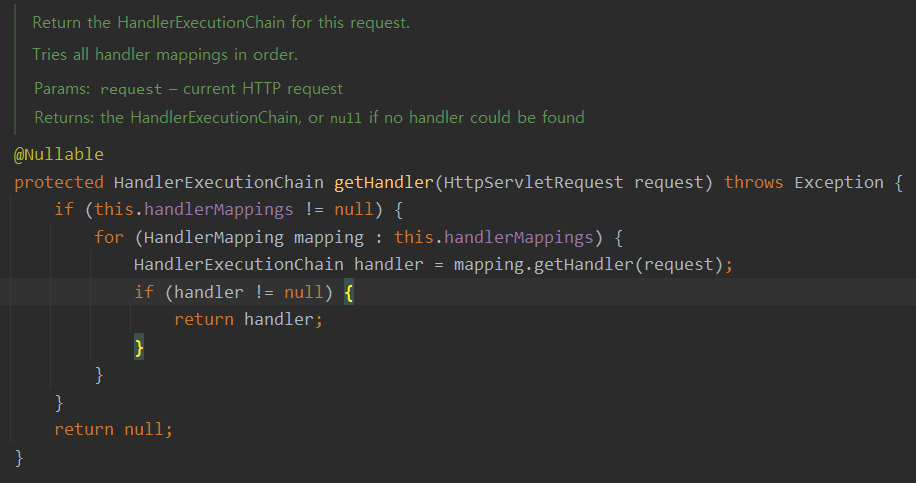 Return the HandlerExecutionChain for this request.
Tries all handler mappings in order.
Params: request – current HTTP request
Returns: the HandlerExecutionChain, or null if no handler could be found
@Nullable
protected HandlerExecutionChain getHandler(HttpServletRequest request) throws Exception {
    if (this.handlerMappings != null) {
        for (HandlerMapping mapping : this.handlerMappings) {
            HandlerExecutionChain handler = mapping.getHandler(request);
            if (handler != null) {
                return handler;
            }
        }
    }
    return null;
}